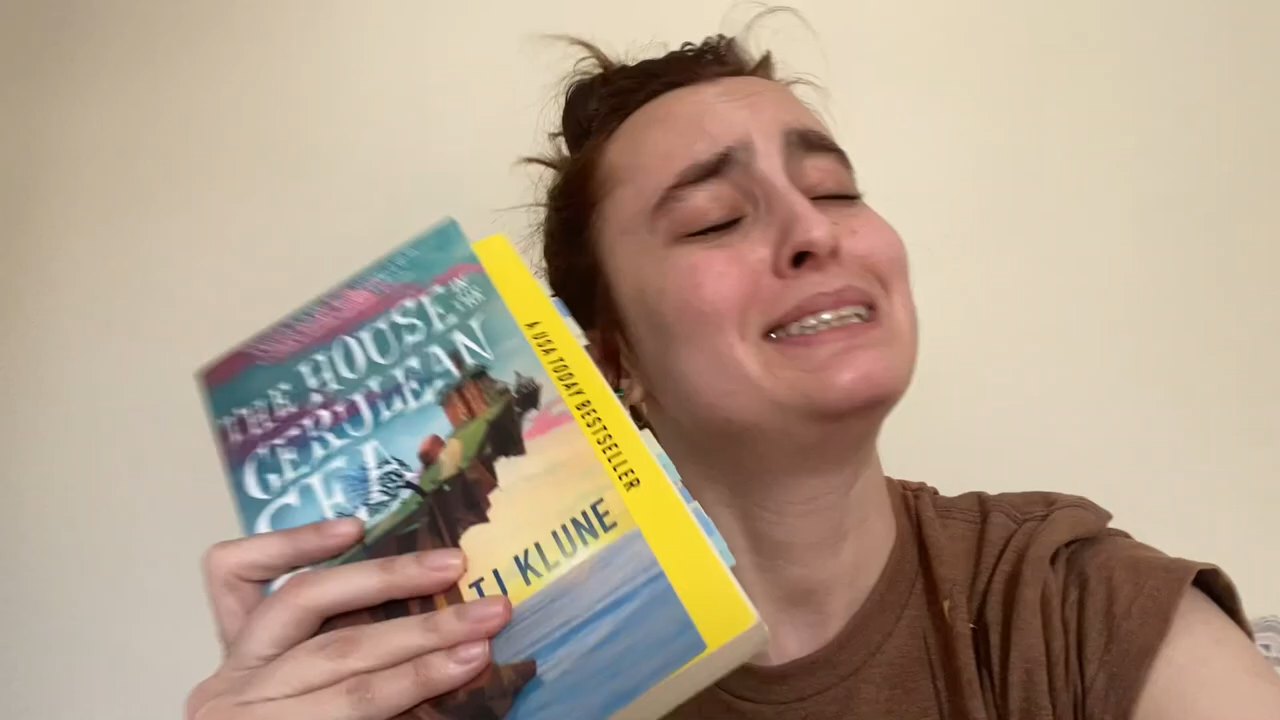 THE HOUSE
IN THE
CERULEAN
SEA
TJ KLUNE
A USA TODAY BESTSELLER